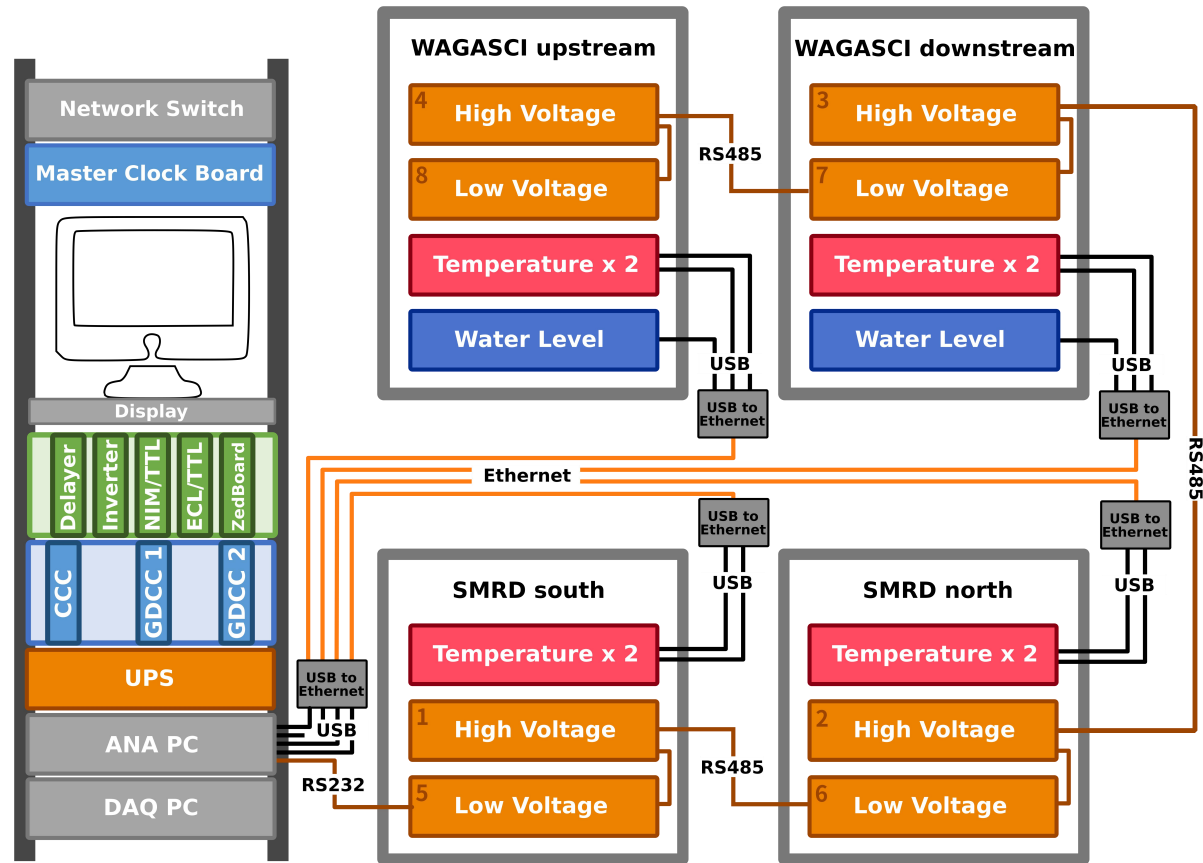 Network Switch
Master Clock Board
Display
Delayer
Inverter
NIM/TTL
ECL/TTL
ZedBoard
CCC
GDCC 1
GDCC 2
UPS
ANA PC
DAQ PC
WAGASCI upstream
4
High Voltage
8
Low Voltage
Temperature x 2
Water Level
RS485
USB
USB to
Ethernet
WAGASCI downstream
3
High Voltage
7
Low Voltage
Temperature x 2
Water Level
USB
USB to
Ethernet
RS485
Ethernet
USB to
Ethernet
USB
RS232
SMRD south
Temperature x 2
1
High Voltage
5
Low Voltage
USB to
Ethernet
USB
RS485
SMRD north
Temperature x 2
2
High Voltage
6
Low Voltage
USB to
Ethernet
USB